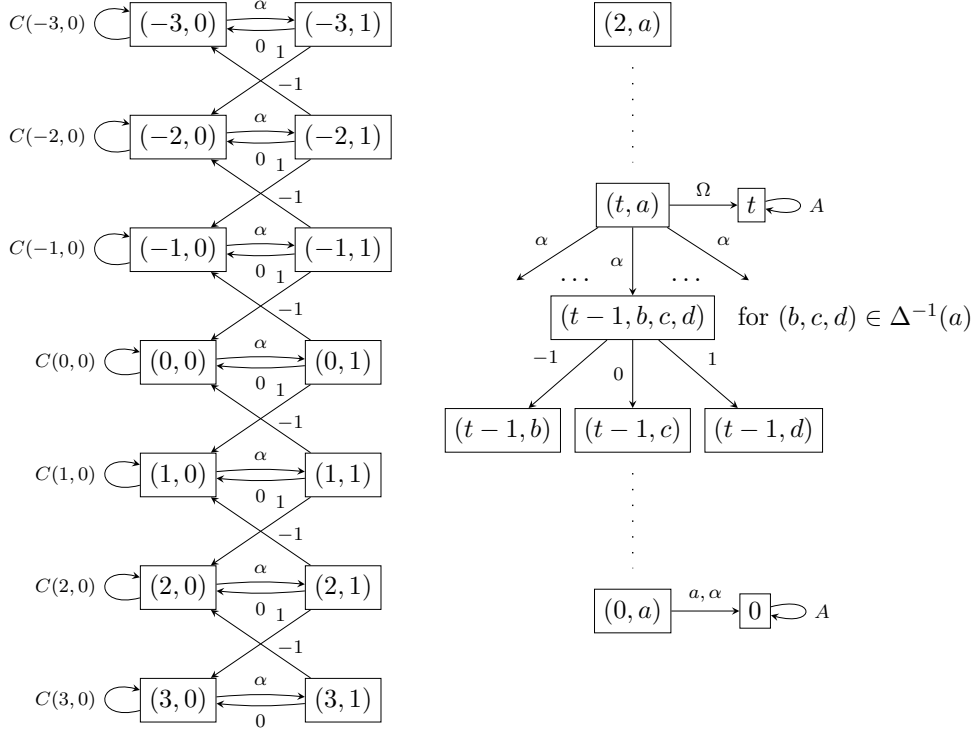 C(−3,0) (−3, 0) α (−3, 1) (2, a)
0
1
−1
C(−2,0) (−2, 0) α (−2, 1)
0
1
−1
(t, a) Ω t A
C(−1,0) (−1, 0) α (−1, 1)
0
α α α
. . . . . .
1
−1
(t − 1, b, c, d) for (b, c, d) ∈ Δ⁻¹(a)
C(0,0) (0, 0) α (0, 1)
0
−1 0 1
1
−1
(t − 1, b) (t − 1, c) (t − 1, d)
C(1,0) (1, 0) α (1, 1)
0
1
−1
C(2,0) (2, 0) α (2, 1)
0
(0, a) a, α 0 A
1
−1
C(3,0) (3, 0) α (3, 1)
0